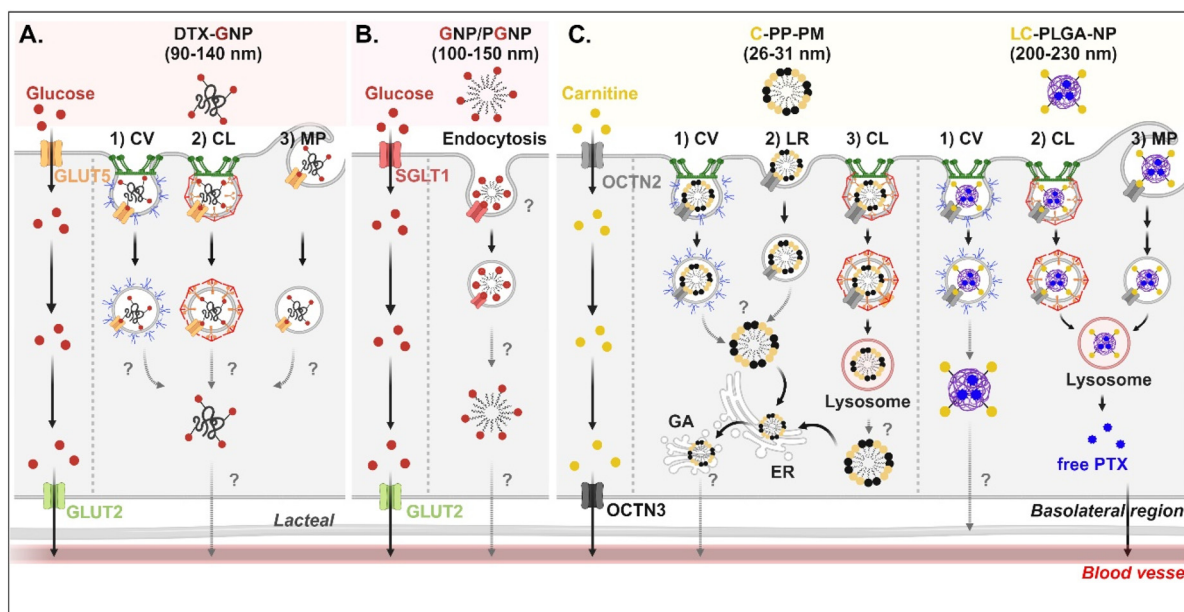 A.
DTX-GNP
(90-140 nm)
Glucose
1) CV
2) CL
3) MP
GLUT5
?
?
?
?
GLUT2
Lacteal
B.
GNP/PGNP
(100-150 nm)
Glucose
Endocytosis
SGLT1
?
?
?
GLUT2
C.
C-PP-PM
(26-31 nm)
LC-PLGA-NP
(200-230 nm)
Carnitine
1) CV
2) LR
3) CL
1) CV
2) CL
3) MP
OCTN2
?
Lysosome
Lysosome
?
GA
ER
free PTX
?
?
OCTN3
Basolateral region
Blood vesse